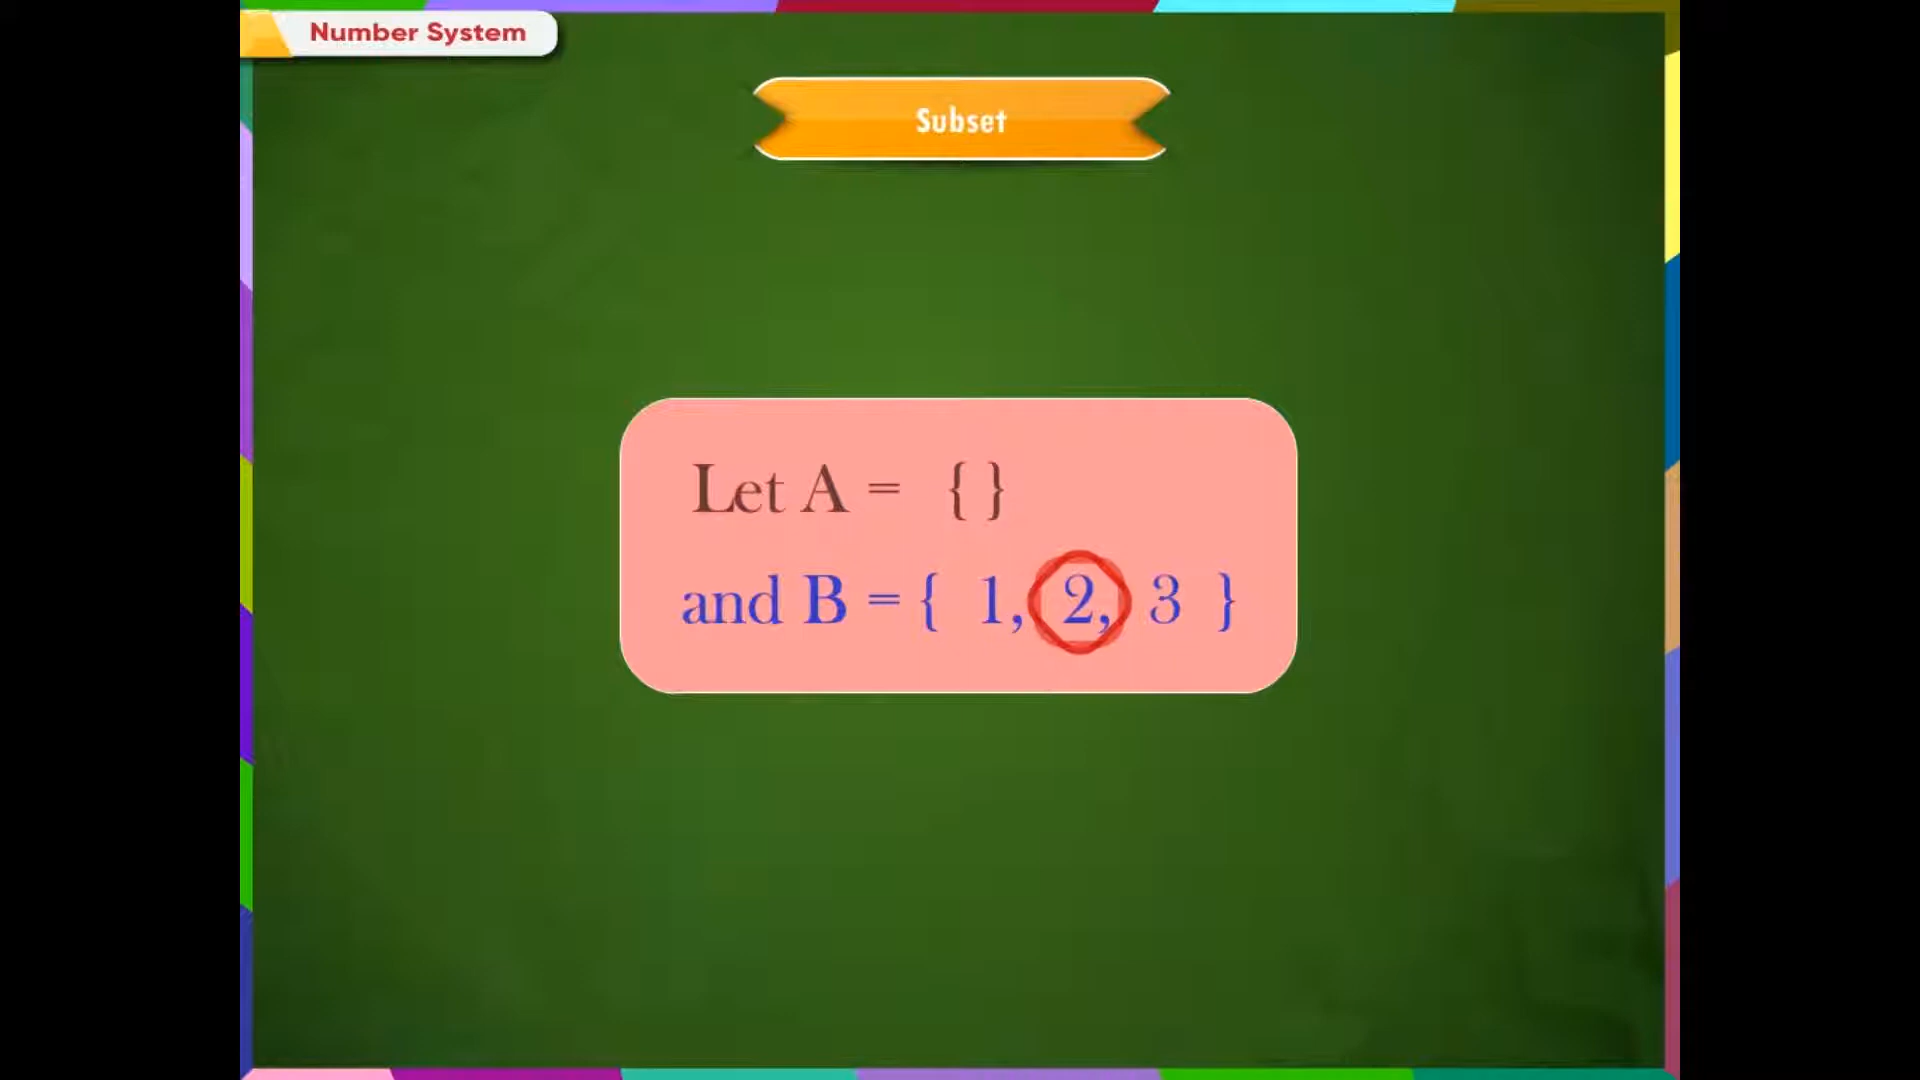 Number System
Subset
Let A = { }
and B = { 1, 2, 3 }